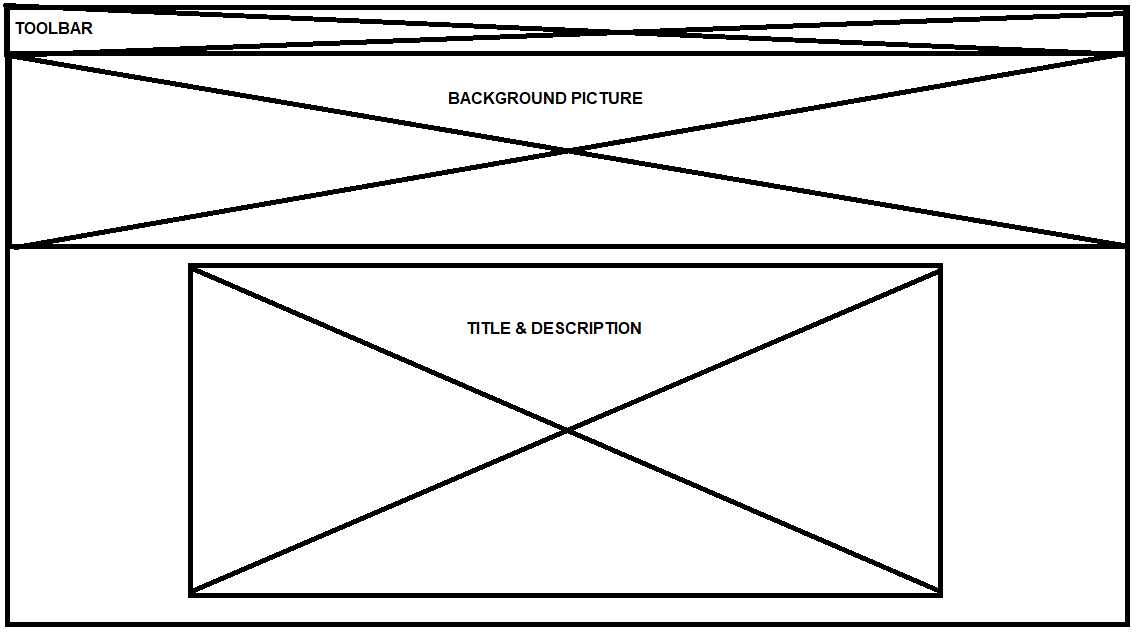 TOOLBAR
BACKGROUND PICTURE
TITLE & DESCRIPTION